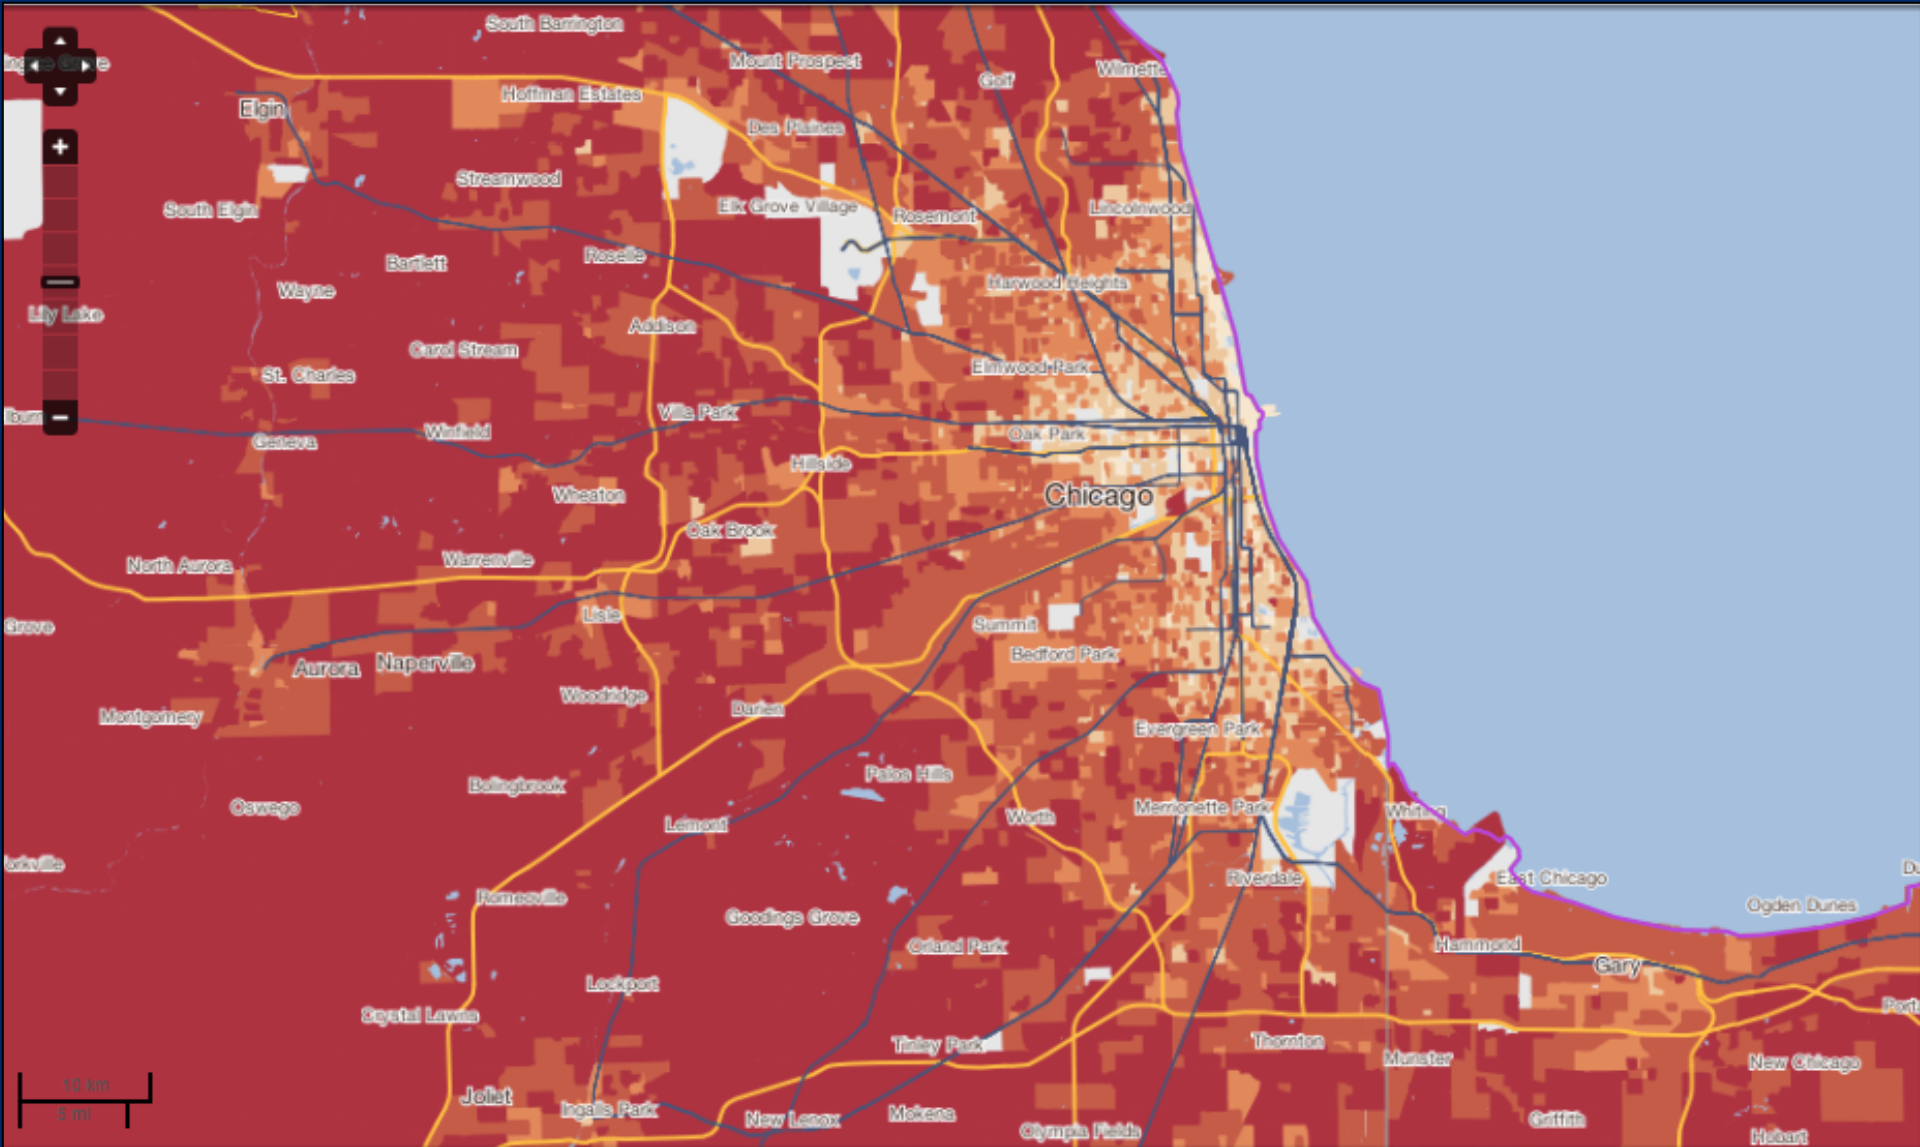 South Barrington
Mount Prospect
Golf
Wilmette
Hoffman Estates
Elgin
Des Plaines
Streamwood
Elk Grove Village
South Elgin
Rosemont
Lincolnwood
Bartlett
Roselle
Wayne
Harwood Heights
Lily Lake
Addison
Carol Stream
St. Charles
Elmwood Park
Villa Park
Winfield
Geneva
Oak Park
Hillside
Wheaton
Chicago
Oak Brook
Warrenville
North Aurora
Lisle
Summit
Grove
Bedford Park
Aurora
Naperville
Woodridge
Darien
Montgomery
Evergreen Park
Palos Hills
Bolingbrook
Oswego
Merrionette Park
Whiting
Worth
Lemont
orkville
Riverdale
East Chicago
Romeoville
Ogden Dunes
Goodings Grove
Orland Park
Hammond
Gary
Lockport
Crystal Lawns
Port
Tinley Park
Thornton
Munster
New Chicago
10 km
5 mi
Joliet
Ingalls Park
New Lenox
Mokena
Olympia Fields
Griffith
Hobart